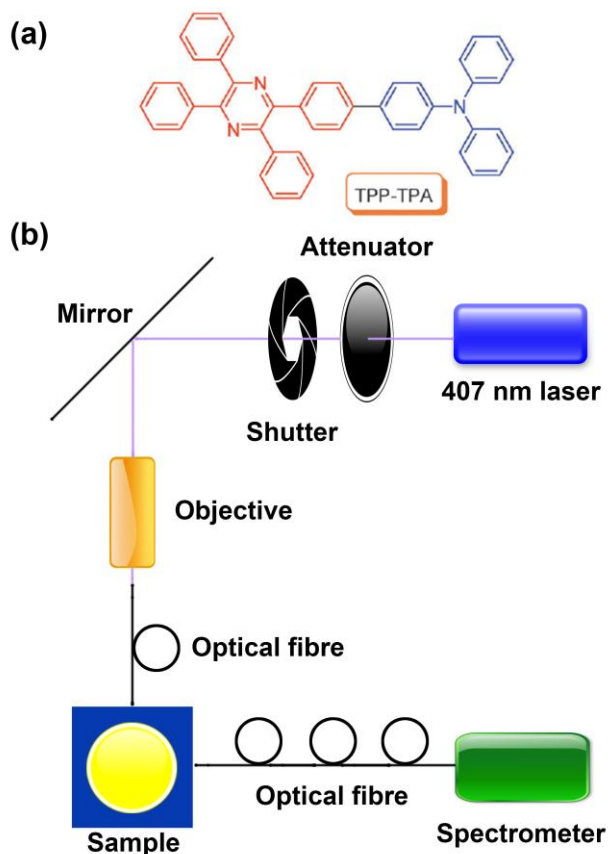 (a)
N
N
N
TPP-TPA
(b)
Attenuator
Mirror
407 nm laser
Shutter
Objective
Optical fibre
Optical fibre
Sample
Spectrometer